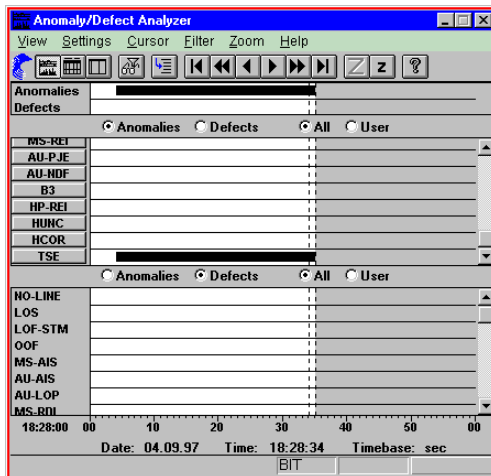 Anomaly/Defect Analyzer
View Settings Cursor Filter Zoom Help
Z z ?
Anomalies
Defects
Anomalies Defects All User
MS-REI
AU-PJE
AU-NDF
B3
HP-REI
HUNC
HCOR
TSE
Anomalies Defects All User
NO-LINE
LOS
LOF-STM
OOF
MS-AIS
AU-AIS
AU-LOP
MS-RDI
18:28:00 00 10 20 30 40 50 00
Date: 04.09.97 Time: 18:28:34 Timebase: sec
BIT